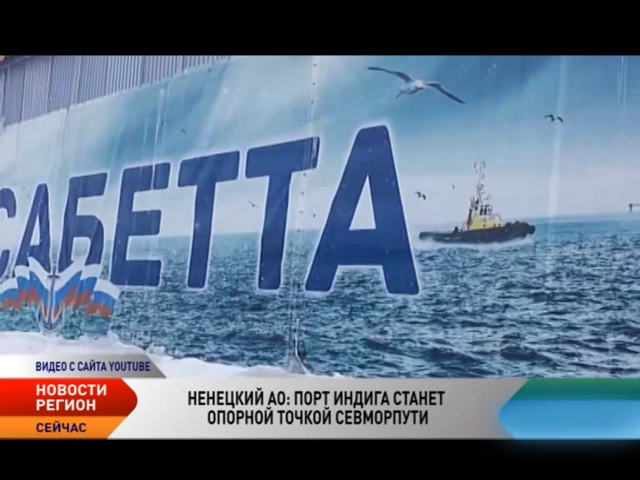 САБЕТТА
ВИДЕО С САЙТА YOUTUBE
НОВОСТИ
РЕГИОН
СЕЙЧАС
НЕНЕЦКИЙ АО: ПОРТ ИНДИГА СТАНЕТ
ОПОРНОЙ ТОЧКОЙ СЕВМОРПУТИ